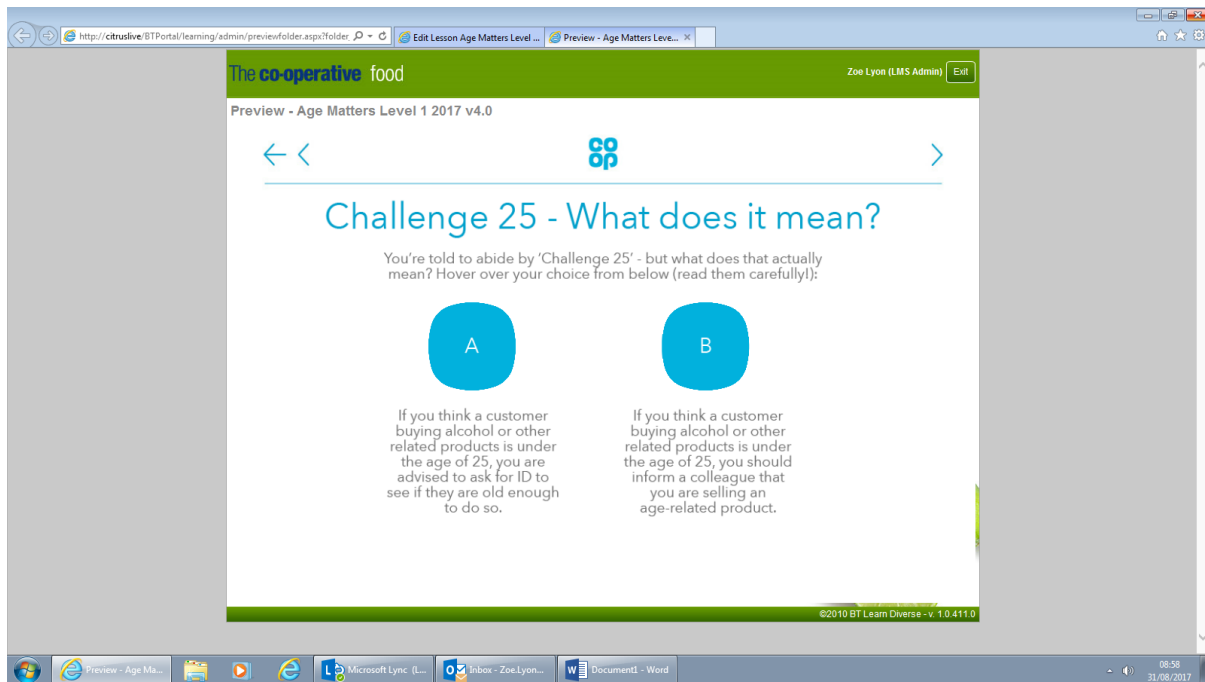 http://citruslive/BTPortal/learning/admin/previewfolder.aspx?folder
Edit Lesson Age Matters Level ...
Preview - Age Matters Leve...
The co-operative food
Zoe Lyon (LMS Admin)
Exit
Preview - Age Matters Level 1 2017 v4.0
CO
OP
Challenge 25 - What does it mean?
You're told to abide by 'Challenge 25' - but what does that actually
mean? Hover over your choice from below (read them carefully!):
A
B
If you think a customer
buying alcohol or other
related products is under
the age of 25, you are
advised to ask for ID to
see if they are old enough
to do so.
If you think a customer
buying alcohol or other
related products is under
the age of 25, you should
inform a colleague that
you are selling an
age-related product.
©2010 BT Learn Diverse - v. 1.0.411.0
Preview - Age Ma...
Microsoft Lync (L...
Inbox - Zoe.Lyon...
Document1 - Word
08:58
31/08/2017